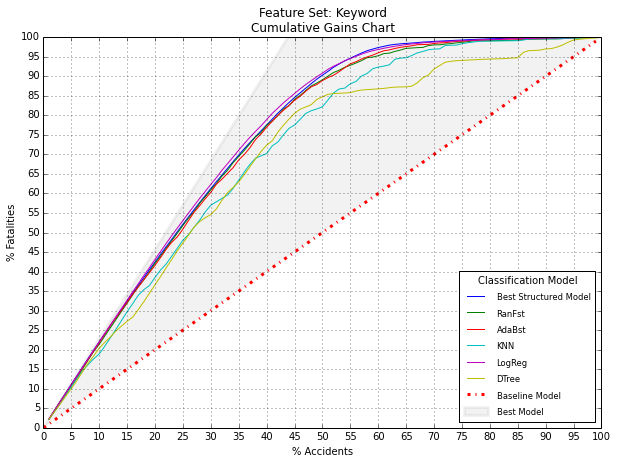 Feature Set: Keyword
Cumulative Gains Chart
100
95
90
85
80
75
70
65
60
55
50
45
40
35
30
25
20
15
10
5
0
% Fatalities
Classification Model
Best Structured Model
RanFst
AdaBst
KNN
LogReg
DTree
Baseline Model
Best Model
0 5 10 15 20 25 30 35 40 45 50 55 60 65 70 75 80 85 90 95 100
% Accidents